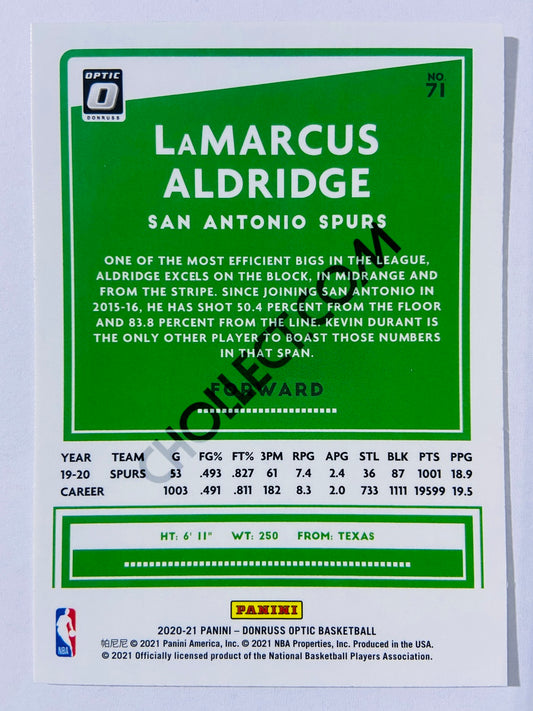 OPTIC
DONRUSS
NO.
71
LaMARCUS
ALDRIDGE
SAN ANTONIO SPURS
ONE OF THE MOST EFFICIENT BIGS IN THE LEAGUE,
ALDRIDGE EXCELS ON THE BLOCK, IN MIDRANGE AND
FROM THE STRIPE. SINCE JOINING SAN ANTONIO IN
2015-16, HE HAS SHOT 50.4 PERCENT FROM THE FLOOR
AND 83.8 PERCENT FROM THE LINE. KEVIN DURANT IS
THE ONLY OTHER PLAYER TO BOAST THOSE NUMBERS
IN THAT SPAN.
FORWARD
CHOLLECT.COM
YEAR TEAM G FG% FT% 3PM RPG APG STL BLK PTS PPG
19-20 SPURS 53 .493 .827 61 7.4 2.4 36 87 1001 18.9
CAREER 1003 .491 .811 182 8.3 2.0 733 1111 19599 19.5
HT: 6' 11" WT: 250 FROM: TEXAS
PANINI
NBA
2020-21 PANINI – DONRUSS OPTIC BASKETBALL
帕尼尼 © 2021 Panini America, Inc. © 2021 NBA Properties, Inc. Produced in the USA.
© 2021 Officially licensed product of the National Basketball Players Association.